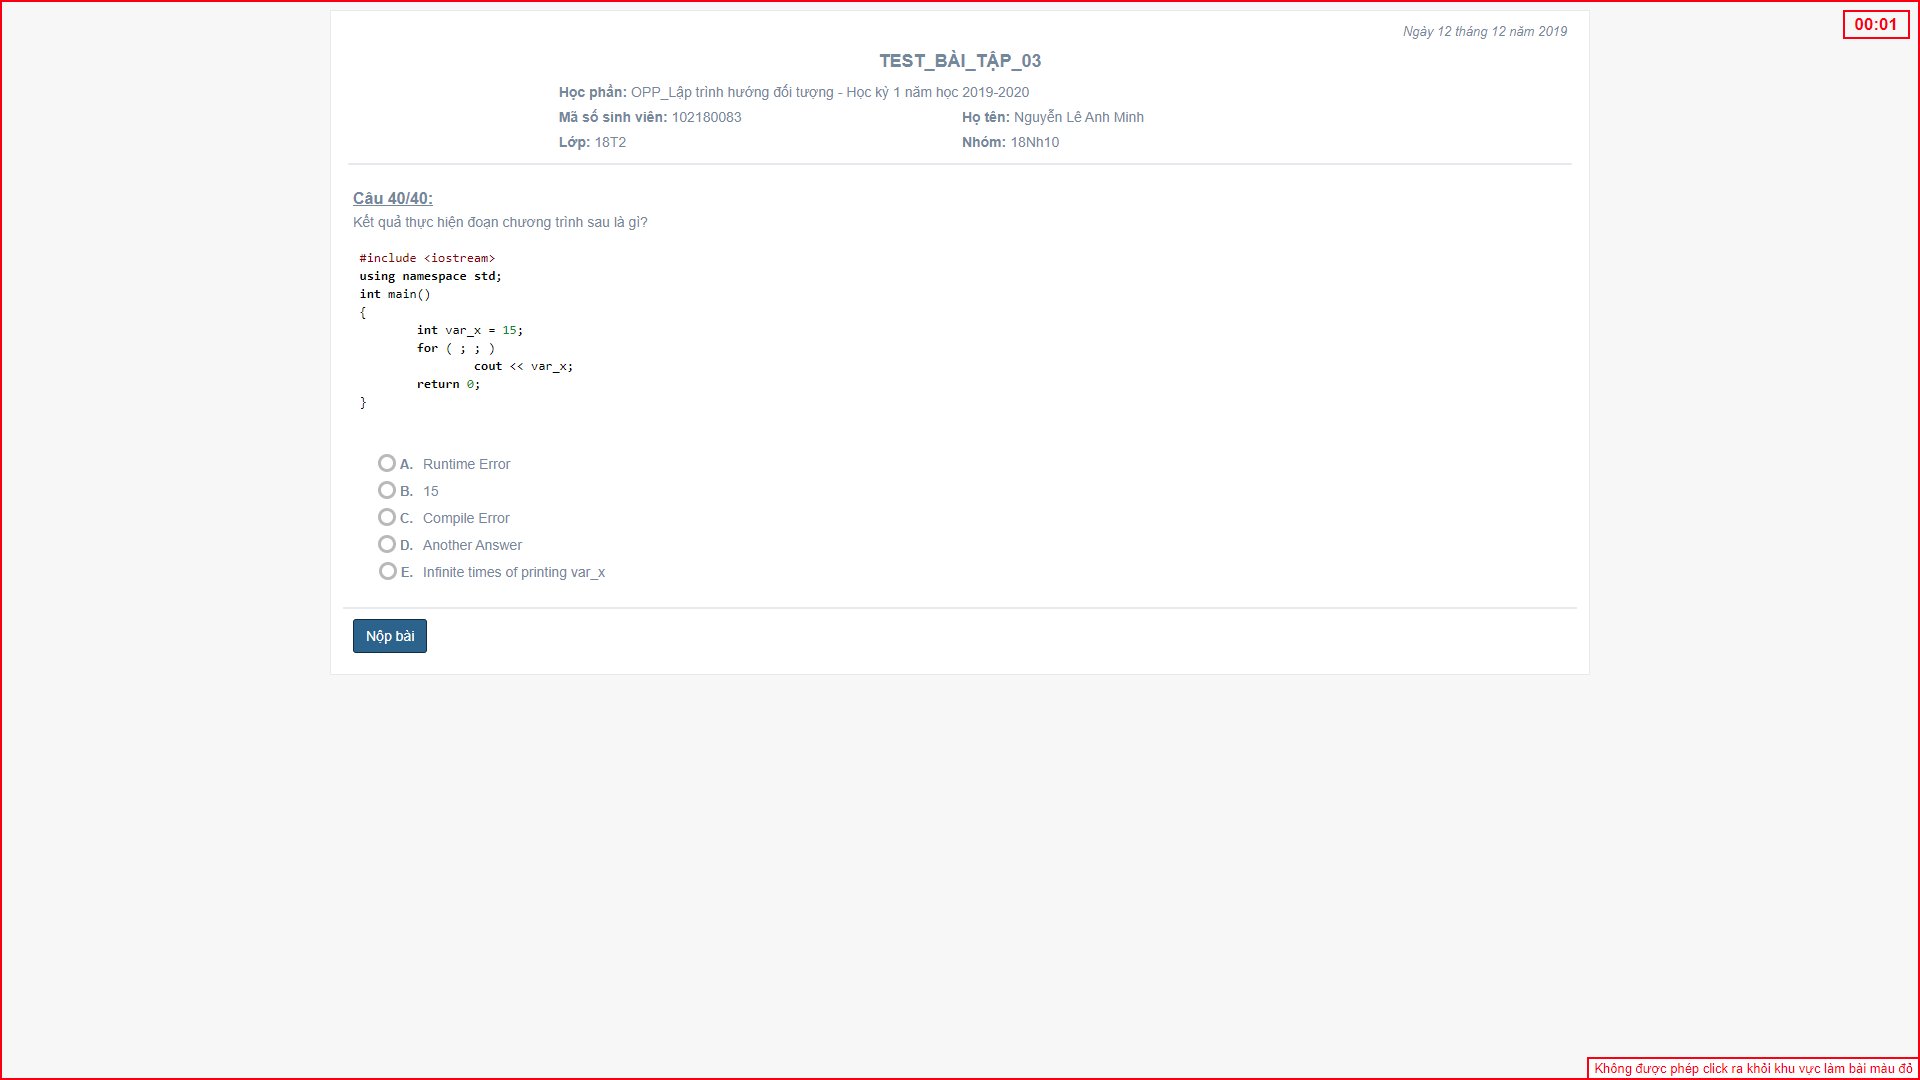 Ngày 12 tháng 12 năm 2019
00:01
TEST_BÀI_TẬP_03
Học phần: OPP_Lập trình hướng đối tượng - Học kỳ 1 năm học 2019-2020
Mã số sinh viên: 102180083 Họ tên: Nguyễn Lê Anh Minh
Lớp: 18T2 Nhóm: 18Nh10
Câu 40/40:
Kết quả thực hiện đoạn chương trình sau là gì?
#include <iostream>
using namespace std;
int main()
{
int var_x = 15;
for ( ; ; )
cout << var_x;
return 0;
}
A. Runtime Error
B. 15
C. Compile Error
D. Another Answer
E. Infinite times of printing var_x
Nộp bài
Không được phép click ra khỏi khu vực làm bài màu đỏ